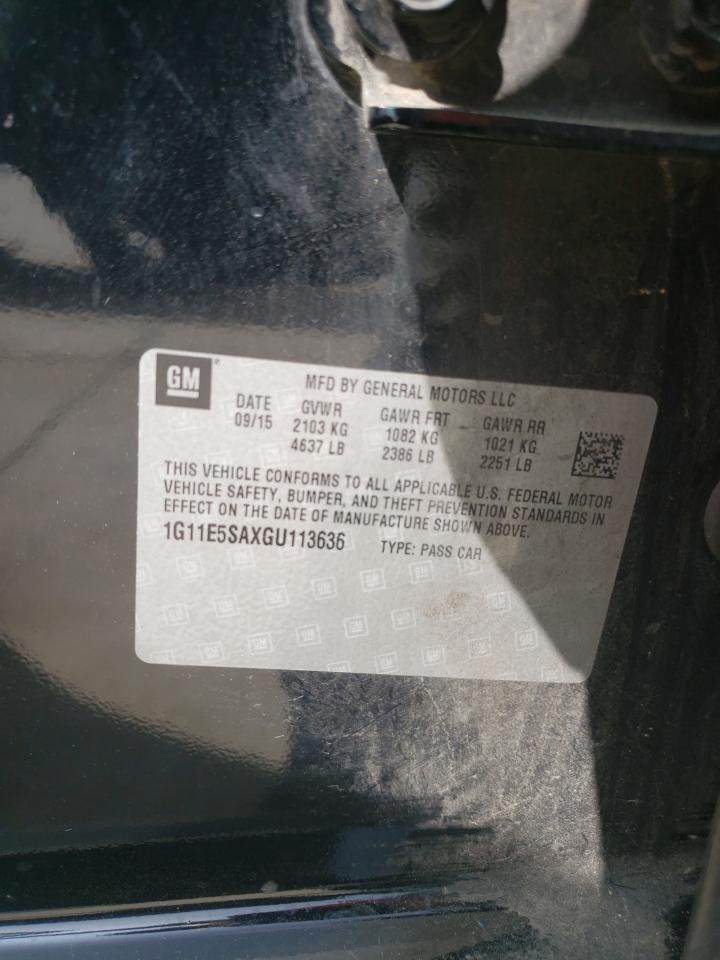 GM®
MFD BY GENERAL MOTORS LLC
DATE GVWR GAWR FRT GAWR RR
09/15 2103 KG 1082 KG 1021 KG
4637 LB 2386 LB 2251 LB
THIS VEHICLE CONFORMS TO ALL APPLICABLE U.S. FEDERAL MOTOR
VEHICLE SAFETY, BUMPER, AND THEFT PREVENTION STANDARDS IN
EFFECT ON THE DATE OF MANUFACTURE SHOWN ABOVE.
1G11E5SAXGU113636 TYPE: PASS CAR